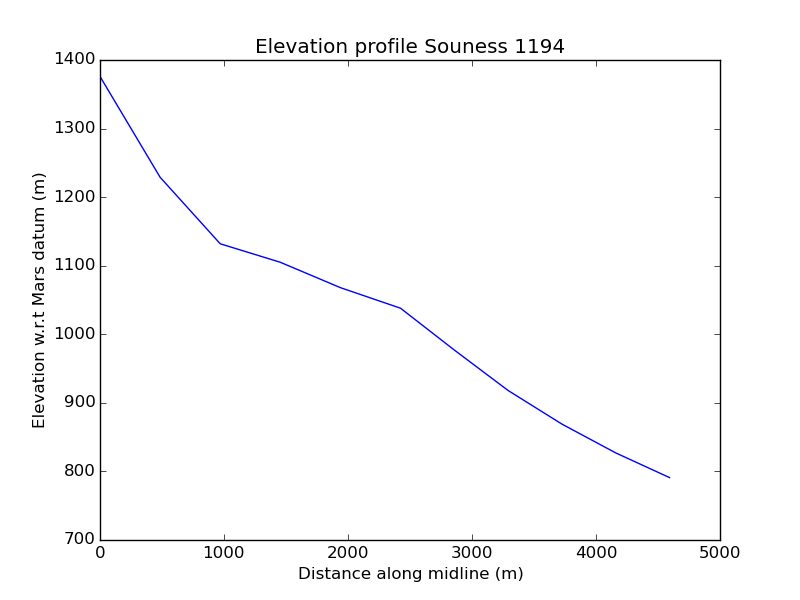 Elevation profile Souness 1194
Elevation w.r.t Mars datum (m)
1400
1300
1200
1100
1000
900
800
700
0 1000 2000 3000 4000 5000
Distance along midline (m)